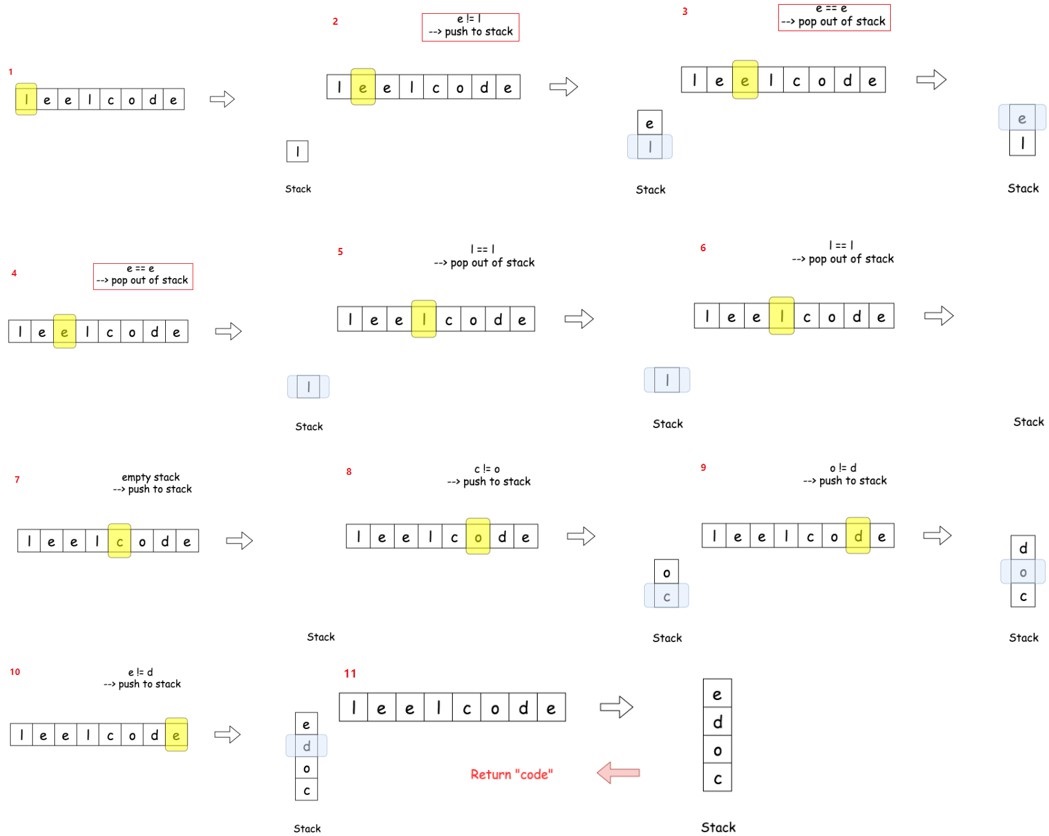 1
l e e l c o d e
l
Stack
2
e != l
--> push to stack
l e e l c o d e
e
l
Stack
3
e == e
--> pop out of stack
l e e l c o d e
e
l
Stack
4
e == e
--> pop out of stack
l e e l c o d e
l
Stack
5
l == l
--> pop out of stack
l e e l c o d e
l
Stack
6
l == l
--> pop out of stack
l e e l c o d e
Stack
7
empty stack
--> push to stack
l e e l c o d e
Stack
8
c != o
--> push to stack
l e e l c o d e
o
c
Stack
9
o != d
--> push to stack
l e e l c o d e
d
o
c
Stack
10
e != d
--> push to stack
l e e l c o d e
e
d
o
c
Stack
11
l e e l c o d e
e
d
o
c
Return "code"
Stack